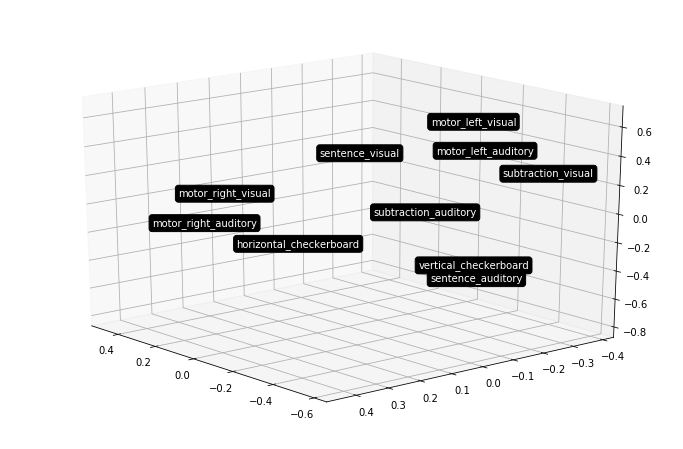 motor_left_visual
0.6
motor_left_auditory
sentence_visual
0.4
subtraction_visual
0.2
motor_right_visual
subtraction_auditory
0.0
motor_right_auditory
horizontal_checkerboard
−0.2
vertical_checkerboard
−0.4
sentence_auditory
−0.6
−0.8
0.4
0.2
0.0
−0.2
−0.4
−0.6
0.4
0.3
0.2
0.1
0.0
−0.1
−0.2
−0.3
−0.4